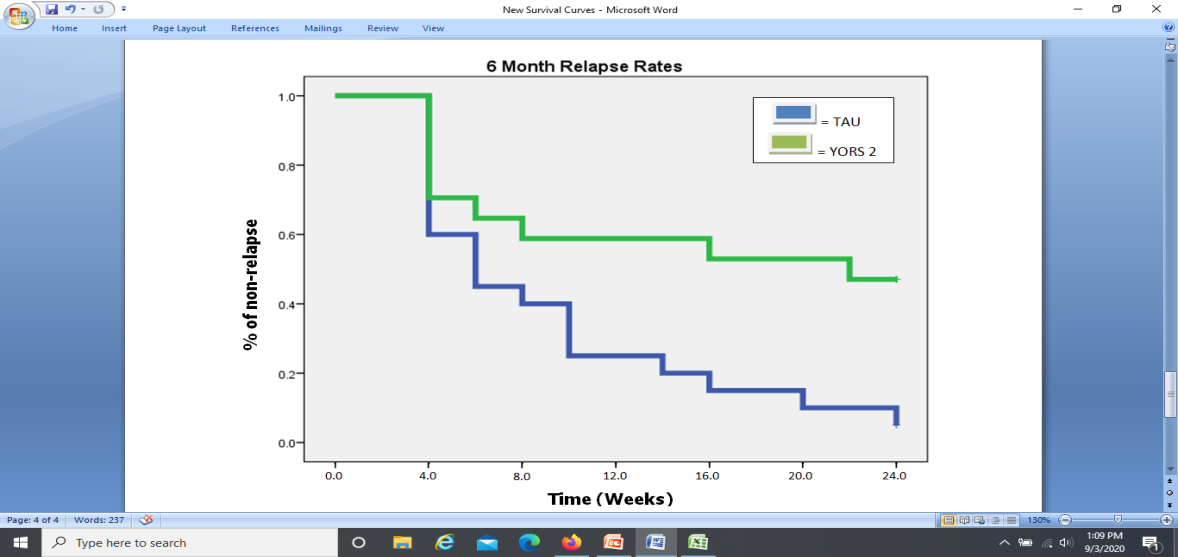 New Survival Curves - Microsoft Word
Home Insert Page Layout References Mailings Review View
6 Month Relapse Rates
= TAU
= YORS 2
% of non-relapse
1.0
0.8
0.6
0.4
0.2
0.0
0.0 4.0 8.0 12.0 16.0 20.0 24.0
Time (Weeks)
Page: 4 of 4 Words: 237 130%
Type here to search
1:09 PM
9/3/2020